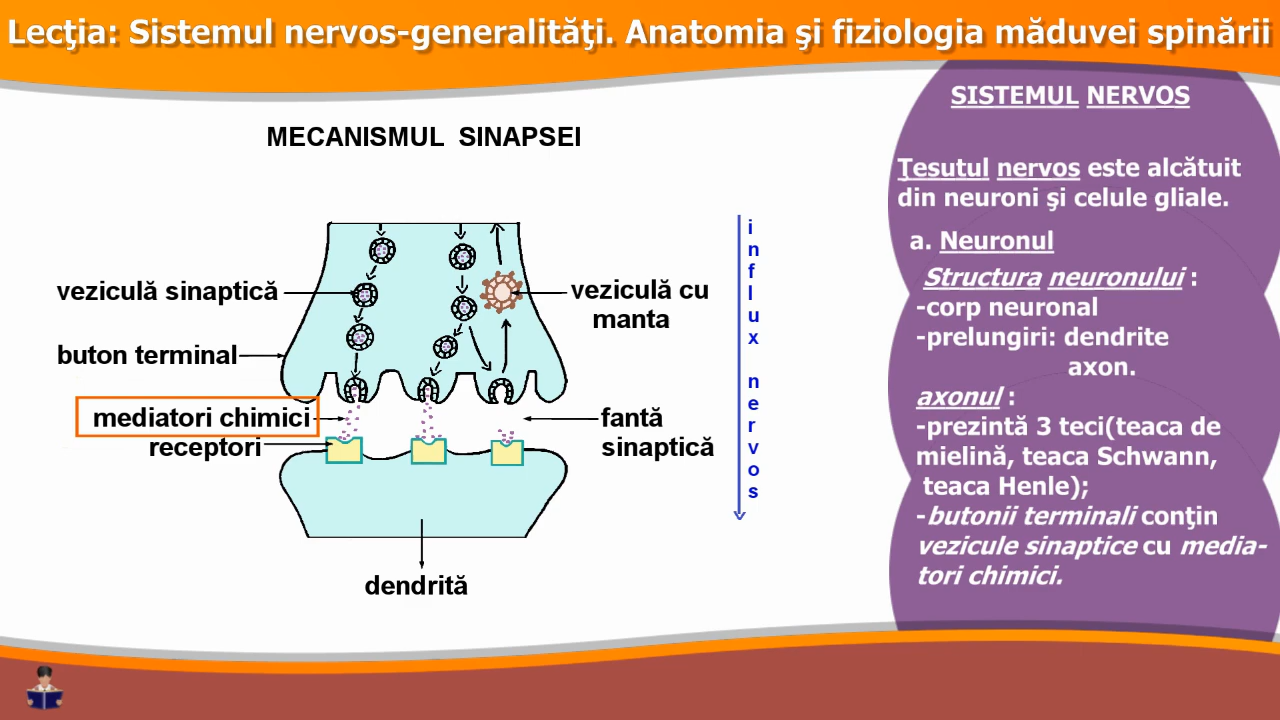 Lecţia: Sistemul nervos-generalităţi. Anatomia şi fiziologia măduvei spinării
MECANISMUL SINAPSEI
veziculă sinaptică
buton terminal
mediatori chimici
receptori
veziculă cu
manta
fantă
sinaptică
dendrită
influx nervos
SISTEMUL NERVOS
Ţesutul nervos este alcătuit
din neuroni şi celule gliale.
a. Neuronul
Structura neuronului :
-corp neuronal
-prelungiri: dendrite
axon.
axonul :
-prezintă 3 teci(teaca de
mielină, teaca Schwann,
teaca Henle);
-butonii terminali conţin
vezicule sinaptice cu media-
tori chimici.